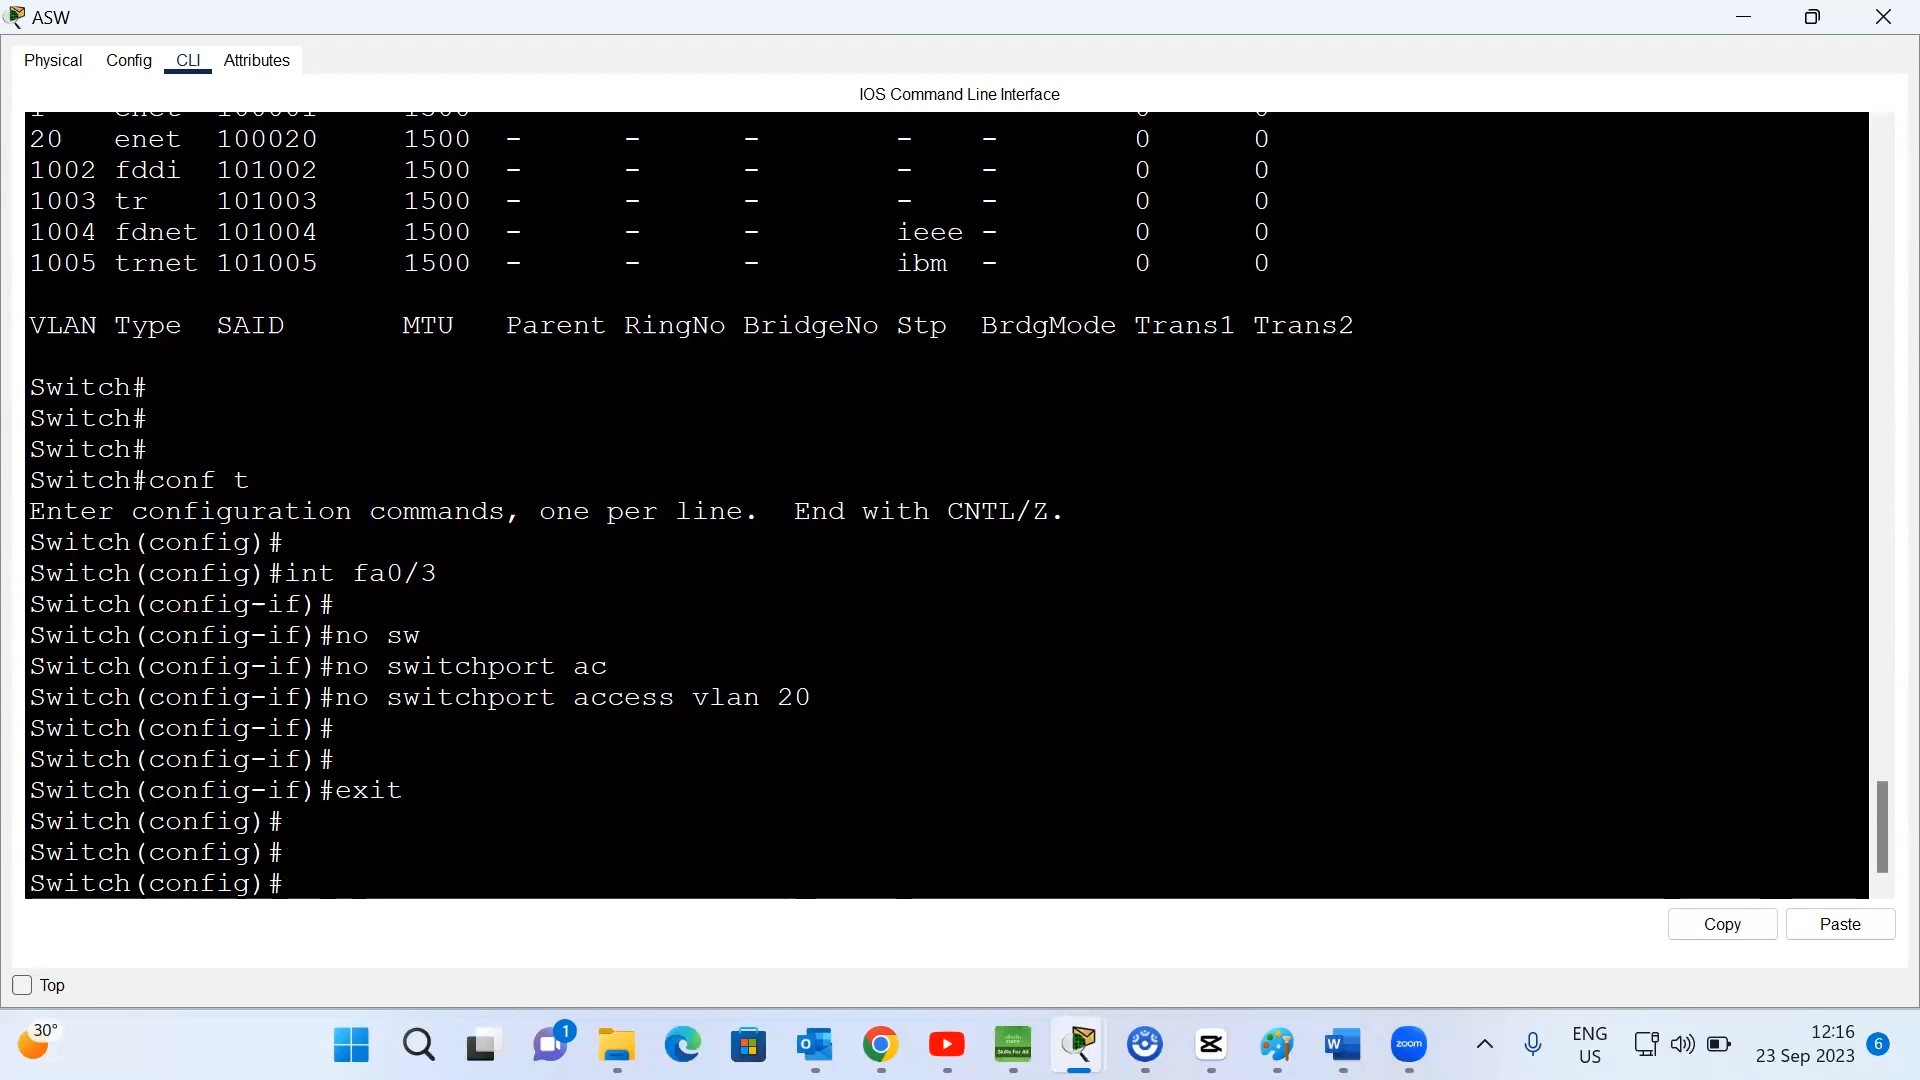 ASW
Physical Config CLI Attributes
IOS Command Line Interface
20 enet 100020 1500 - - - - - 0 0
1002 fddi 101002 1500 - - - - - 0 0
1003 tr 101003 1500 - - - - - 0 0
1004 fdnet 101004 1500 - - - ieee - 0 0
1005 trnet 101005 1500 - - - ibm - 0 0
VLAN Type SAID MTU Parent RingNo BridgeNo Stp BrdgMode Trans1 Trans2
Switch#
Switch#
Switch#
Switch#conf t
Enter configuration commands, one per line. End with CNTL/Z.
Switch(config)#
Switch(config)#int fa0/3
Switch(config-if)#
Switch(config-if)#no sw
Switch(config-if)#no switchport ac
Switch(config-if)#no switchport access vlan 20
Switch(config-if)#
Switch(config-if)#
Switch(config-if)#exit
Switch(config)#
Switch(config)#
Switch(config)#
Copy Paste
Top
30°
1
Skills For All
zoom
ENG
US
12:16
23 Sep 2023
6